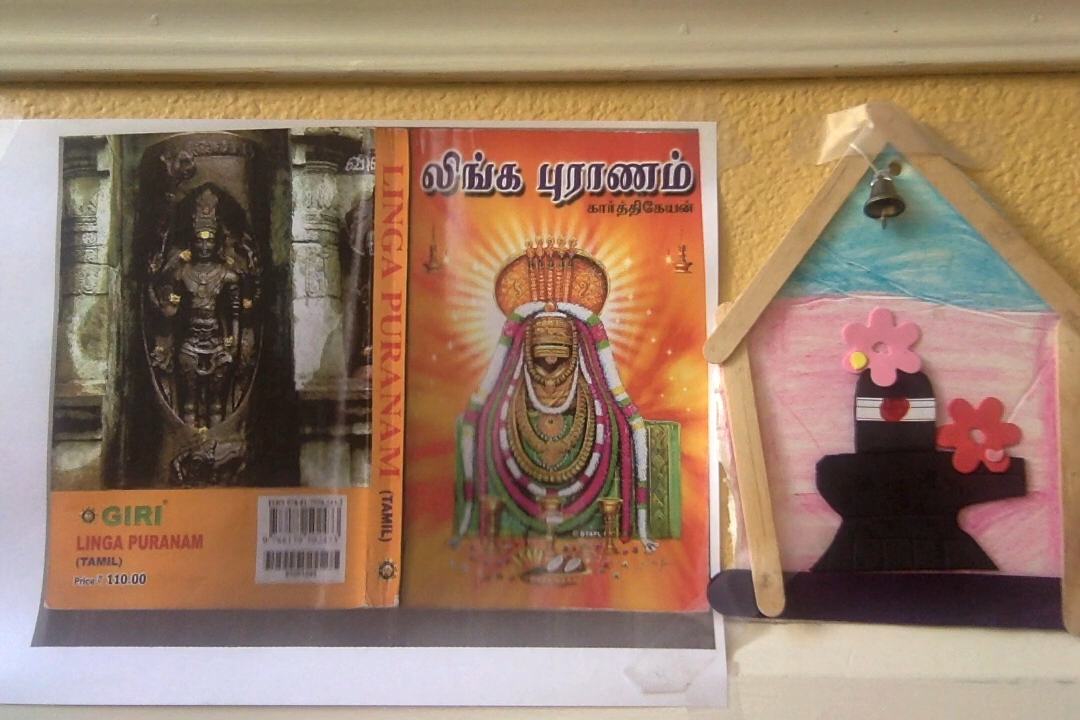 GIRI
LINGA PURANAM
(TAMIL)
Price ₹ 110.00
LINGA PURANAM (TAMIL)
லிங்க புராணம்
கார்த்திகேயன்